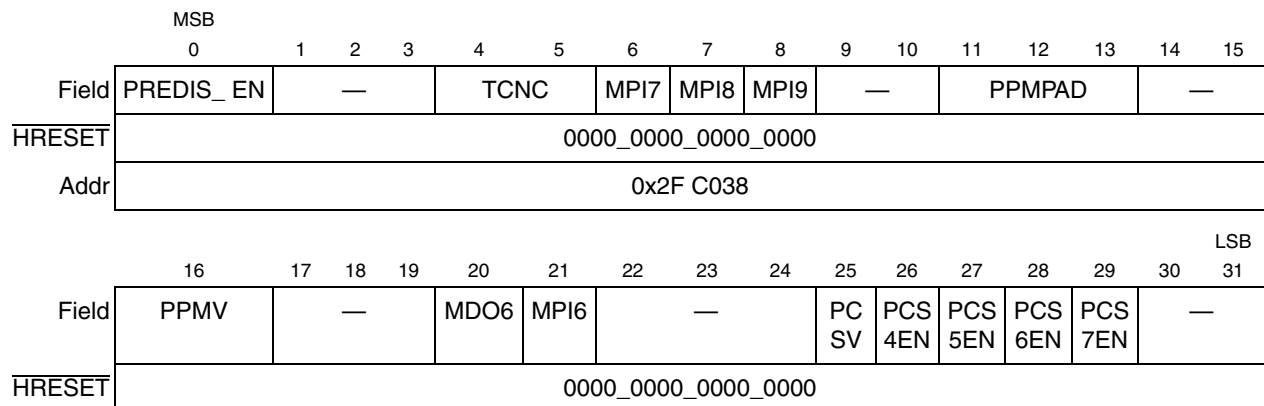 MSB
0 1 2 3 4 5 6 7 8 9 10 11 12 13 14 15
Field PREDIS_ EN — TCNC MPI7 MPI8 MPI9 — PPMPAD —
HRESET 0000_0000_0000_0000
Addr 0x2F C038
LSB
16 17 18 19 20 21 22 23 24 25 26 27 28 29 30 31
Field PPMV — MDO6 MPI6 — PC PCS PCS PCS PCS —
SV 4EN 5EN 6EN 7EN
HRESET 0000_0000_0000_0000